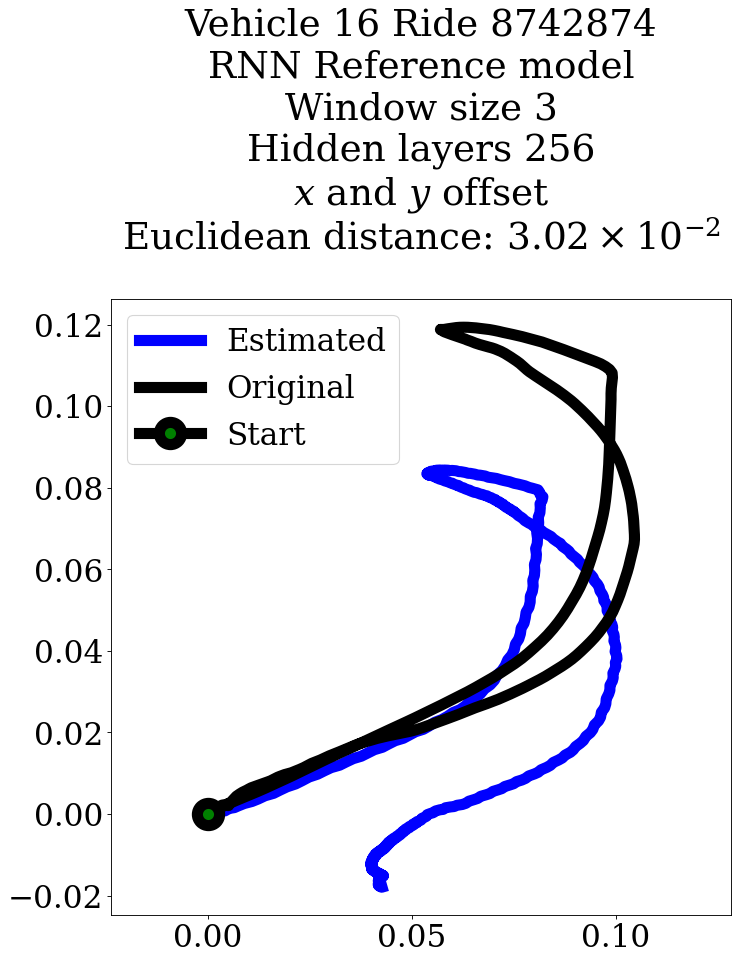 Vehicle 16 Ride 8742874
RNN Reference model
Window size 3
Hidden layers 256
x and y offset
Euclidean distance: 3.02 × 10⁻²
Estimated
Original
Start
0.12
0.10
0.08
0.06
0.04
0.02
0.00
−0.02
0.00 0.05 0.10